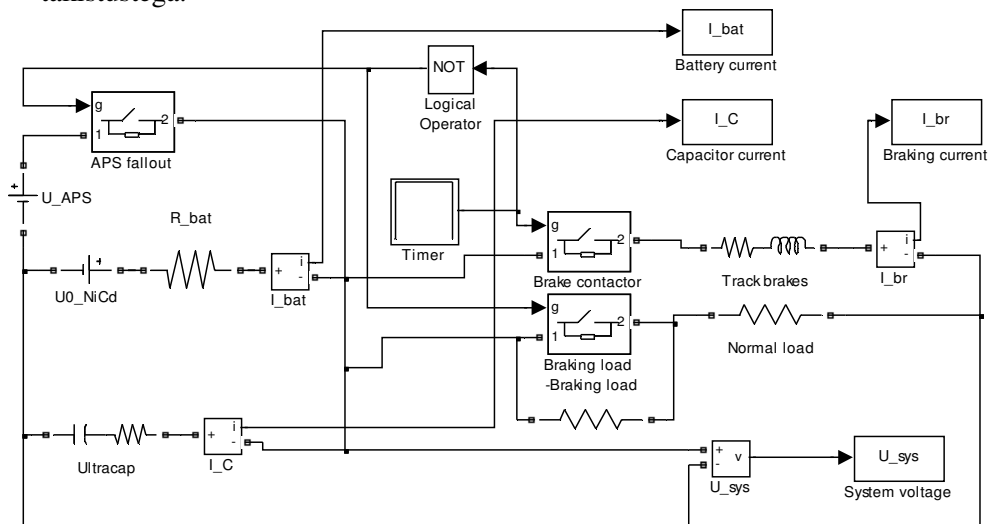 takistustega.
I_bat
Battery current
NOT
Logical
Operator
g
1
2
APS fallout
I_C
Capacitor current
I_br
Braking current
+
U_APS
Timer
R_bat
g
1
2
Brake contactor
Track brakes
+
i
-
I_br
+
U0_NiCd
+
i
-
I_bat
g
1
2
Braking load
-Braking load
Normal load
Ultracap
+
i
-
I_C
+
-
v
U_sys
U_sys
System voltage